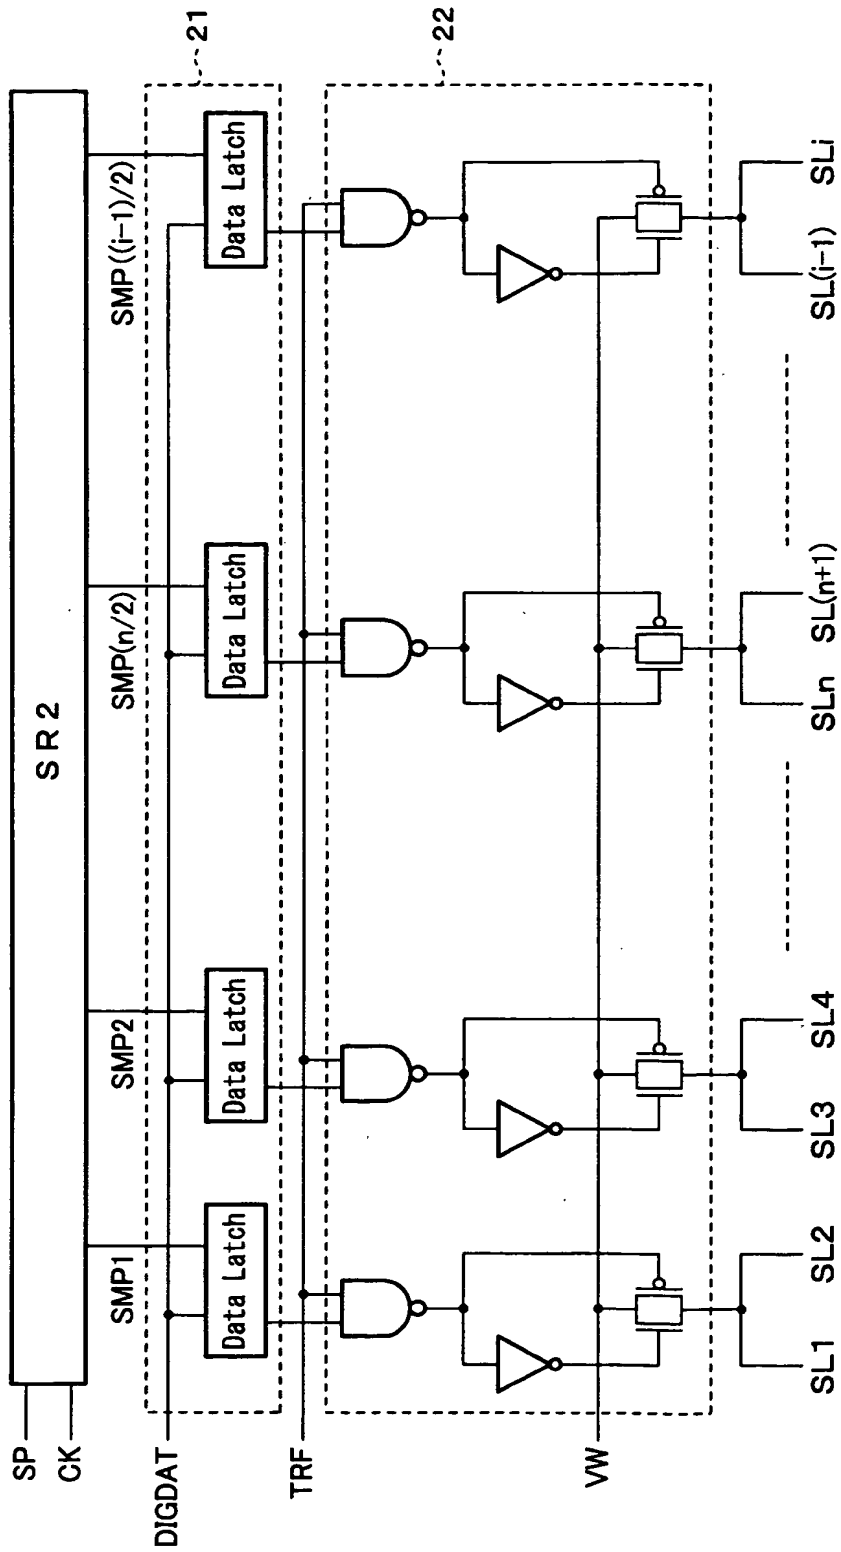 SP
CK
SR2
SMP1
SMP2
SMP(n/2)
SMP((i-1)/2)
21
DIGDAT
Data Latch
Data Latch
Data Latch
Data Latch
TRF
22
VW
SL1
SL2
SL3
SL4
SLn
SL(n+1)
SL(i-1)
SLi